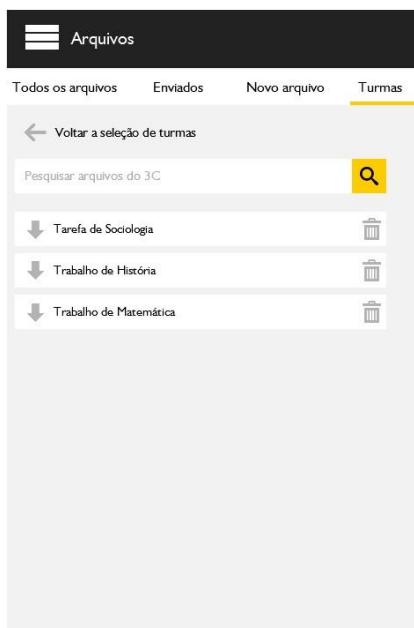 Arquivos
Todos os arquivos Enviados Novo arquivo Turmas
Voltar a seleção de turmas
Pesquisar arquivos do 3C
Tarefa de Sociologia
Trabalho de História
Trabalho de Matemática